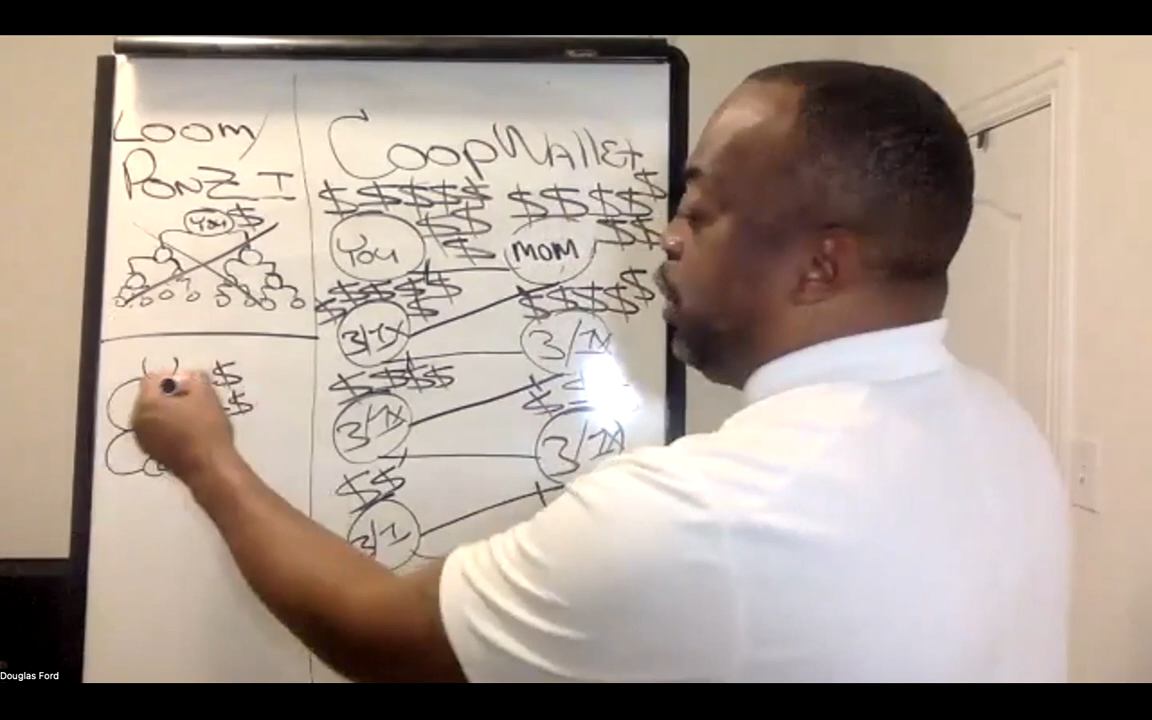 LOOM/
PONZI
You $
CoopWallet
$ $ $ $ $ $ $ $ $ $
$ $ $ $ $
You $ MOM
$ $ $ $ $ $ $ $ $ $
$ $
3/1X 3/1X
$ $ $ $ $
3/1X 3/1X
$ $
3/1
$
$
Douglas Ford